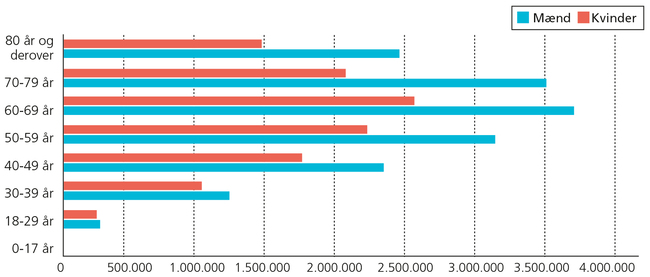 Mænd Kvinder
80 år og
derover
70-79 år
60-69 år
50-59 år
40-49 år
30-39 år
18-29 år
0-17 år
0 500.000 1.000.000 1.500.000 2.000.000 2.500.000 3.000.000 3.500.000 4.000.000